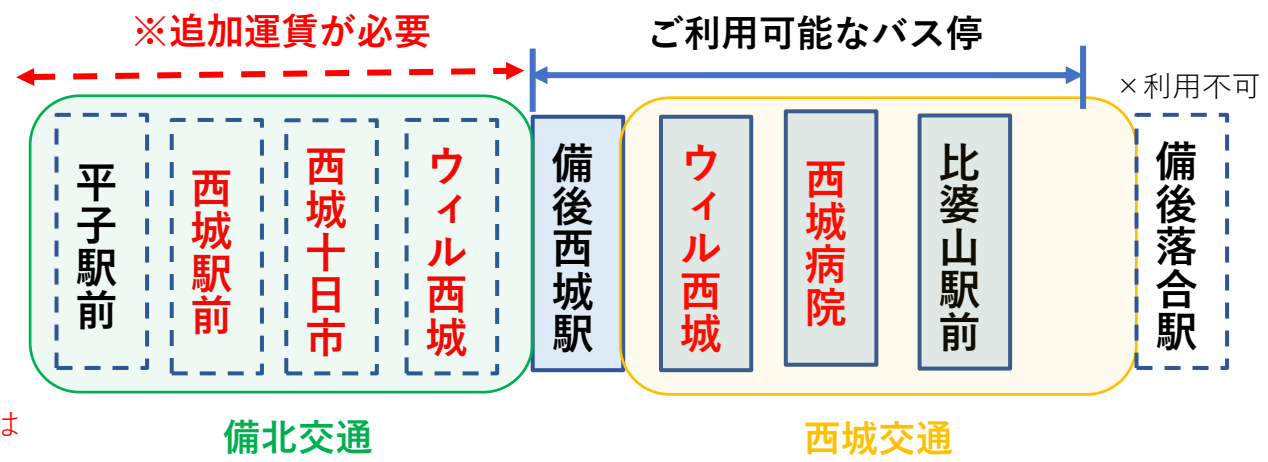 ※追加運賃が必要
ご利用可能なバス停
×利用不可
平子駅前
西城駅前
西城十日市
ウィル西城
備後西城駅
ウィル西城
西城病院
比婆山駅前
備後落合駅
は
備北交通
西城交通